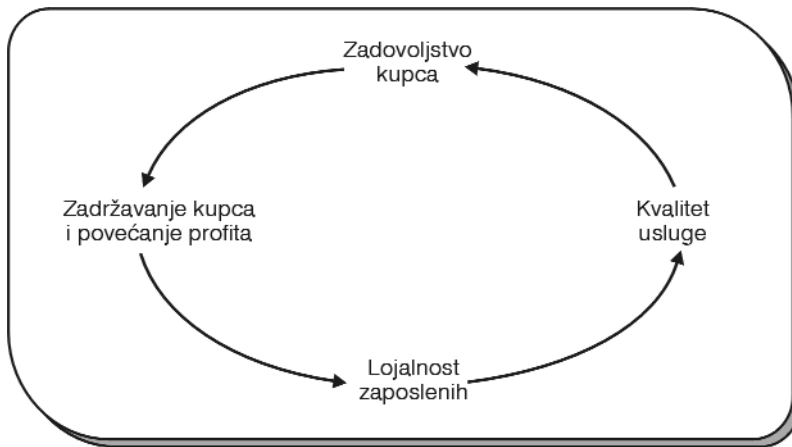 Zadovoljstvo
kupca
Zadržavanje kupca
i povećanje profita
Kvalitet
usluge
Lojalnost
zaposlenih